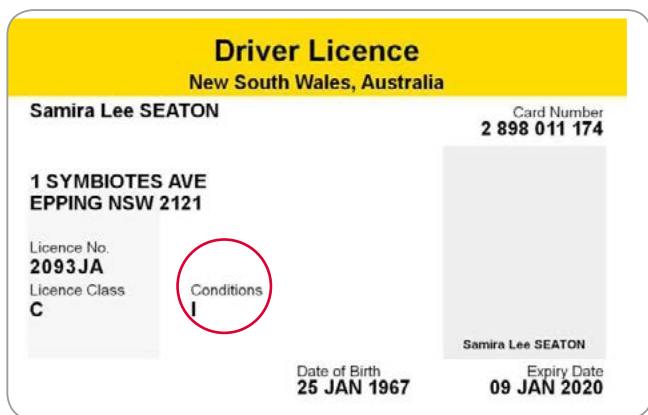 Driver Licence
New South Wales, Australia
Samira Lee SEATON
Card Number
2 898 011 174
1 SYMBIOTES AVE
EPPING NSW 2121
Licence No.
2093JA
Licence Class
C
Conditions
I
Samira Lee SEATON
Date of Birth
25 JAN 1967
Expiry Date
09 JAN 2020